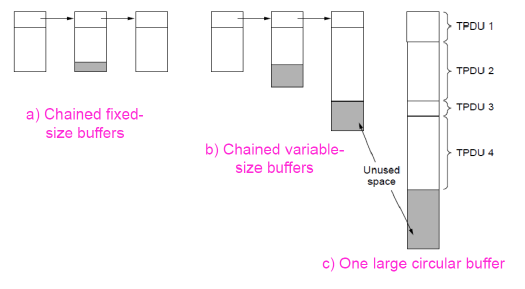 TPDU 1
TPDU 2
a) Chained fixed-
size buffers
TPDU 3
b) Chained variable-
size buffers
TPDU 4
Unused
space
c) One large circular buffer